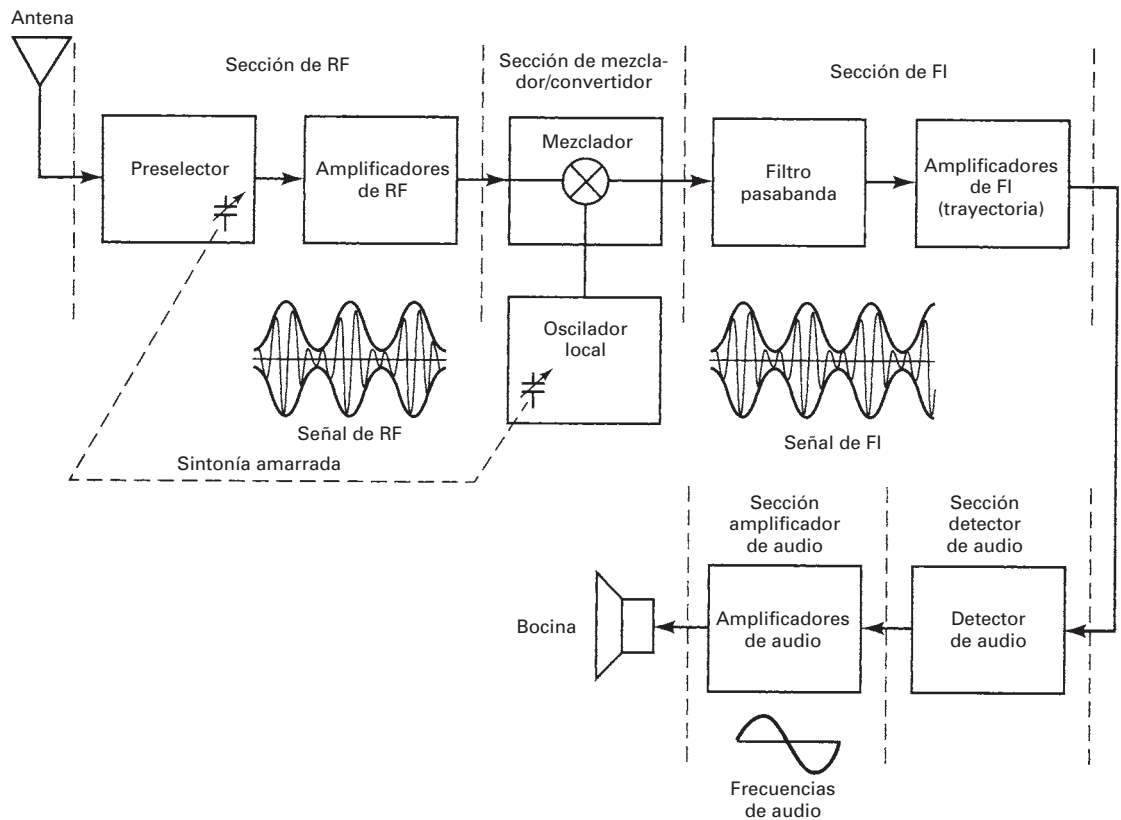 Antena
Sección de RF
Sección de mezcla-
dor/convertidor
Sección de FI
Preselector
Amplificadores
de RF
Mezclador
Filtro
pasabanda
Amplificadores
de FI
(trayectoria)
Oscilador
local
Señal de RF
Señal de FI
Sintonía amarrada
Sección
amplificador
de audio
Sección
detector
de audio
Bocina
Amplificadores
de audio
Detector
de audio
Frecuencias
de audio